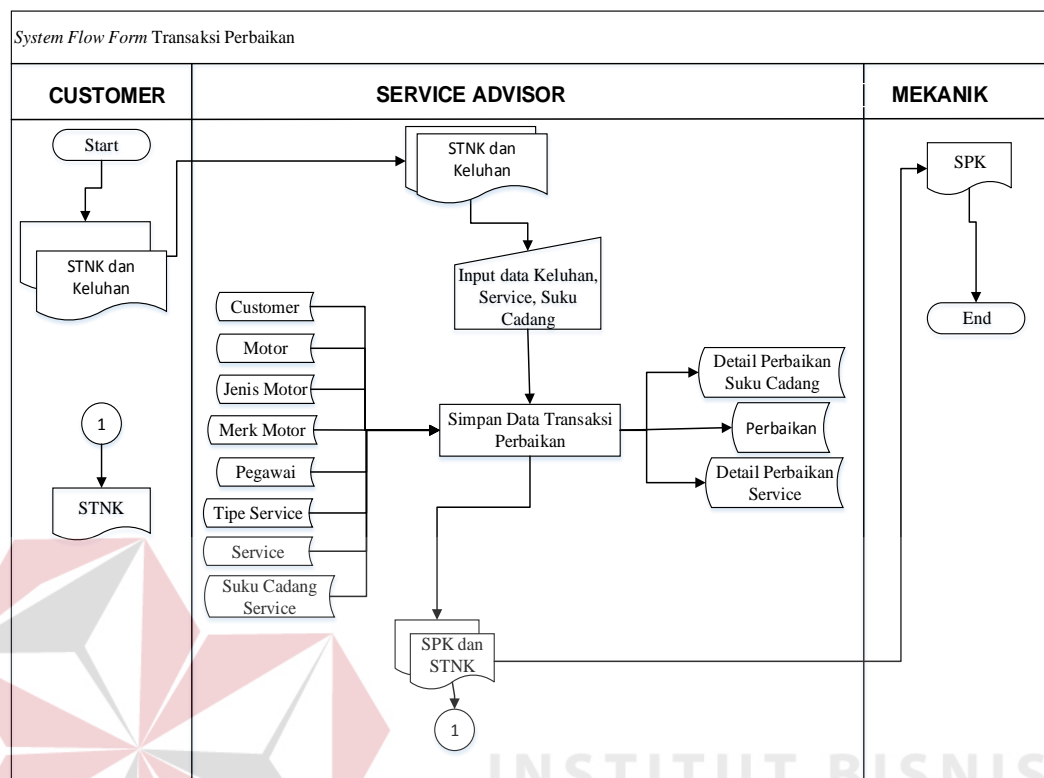 System Flow Form Transaksi Perbaikan
CUSTOMER
SERVICE ADVISOR
MEKANIK
Start
STNK dan
Keluhan
STNK dan
Keluhan
SPK
Input data Keluhan,
Service, Suku
Cadang
End
Customer
Motor
Jenis Motor
Merk Motor
Pegawai
Tipe Service
Service
Suku Cadang
Service
Simpan Data Transaksi
Perbaikan
Detail Perbaikan
Suku Cadang
Perbaikan
Detail Perbaikan
Service
1
STNK
SPK dan
STNK
1
INSTITUT BISNIS